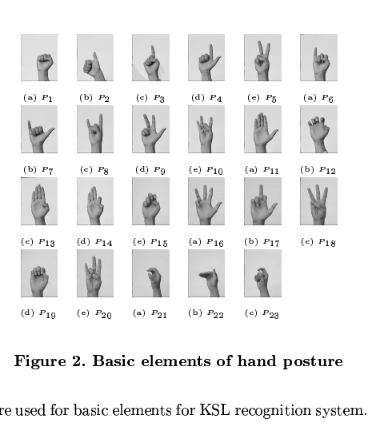 (a) P1 (b) P2 (c) P3 (d) P4 (e) P5 (a) P6
(b) P7 (c) P8 (d) P9 (e) P10 (a) P11 (b) P12
(c) P13 (d) P14 (e) P15 (a) P16 (b) P17 (c) P18
(d) P19 (e) P20 (a) P21 (b) P22 (c) P23
Figure 2. Basic elements of hand posture
re used for basic elements for KSL recognition system.